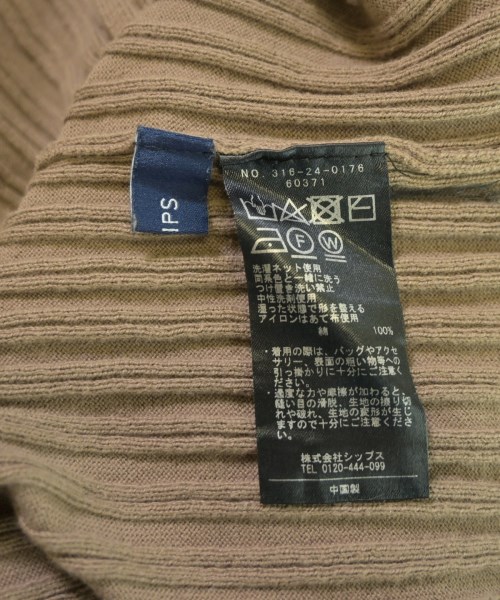 IPS
NO. 316-24-0176
60371
F W
洗濯ネット使用
同系色と一緒に洗う
つけ置き洗い禁止
中性洗剤使用
湿った状態で形を整える
アイロンはあて布使用
綿 100%
・着用の際は、バッグやアクセ
サリー、表面の粗い物等への
引っ掛かりに十分にご注意く
ださい。
・過度な力や摩擦が加わると、
縫い目の滑脱、生地の擦り切
れや破れ、生地の変形が生じ
ますので十分にご注意くださ
い。
株式会社シップス
TEL 0120-444-099
中国製